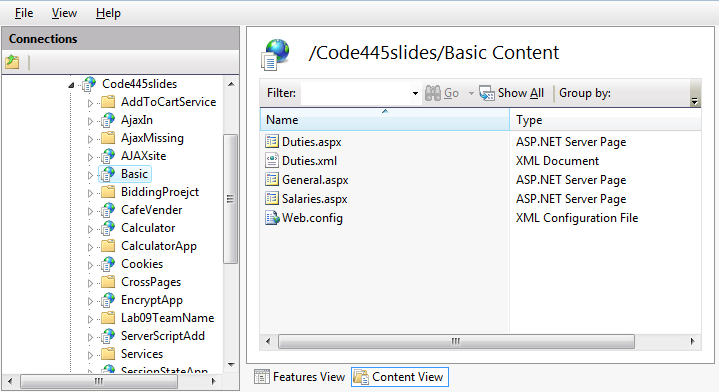 File View Help
Connections
Code445slides
AddToCartService
AjaxIn
AjaxMissing
AJAXsite
Basic
BiddingProejct
CafeVender
Calculator
CalculatorApp
Cookies
CrossPages
EncryptApp
Lab09TeamName
ServerScriptAdd
Services
SessionStateApp
/Code445slides/Basic Content
Filter: Go Show All Group by:
Name Type
Duties.aspx ASP.NET Server Page
Duties.xml XML Document
General.aspx ASP.NET Server Page
Salaries.aspx ASP.NET Server Page
Web.config XML Configuration File
Features View Content View